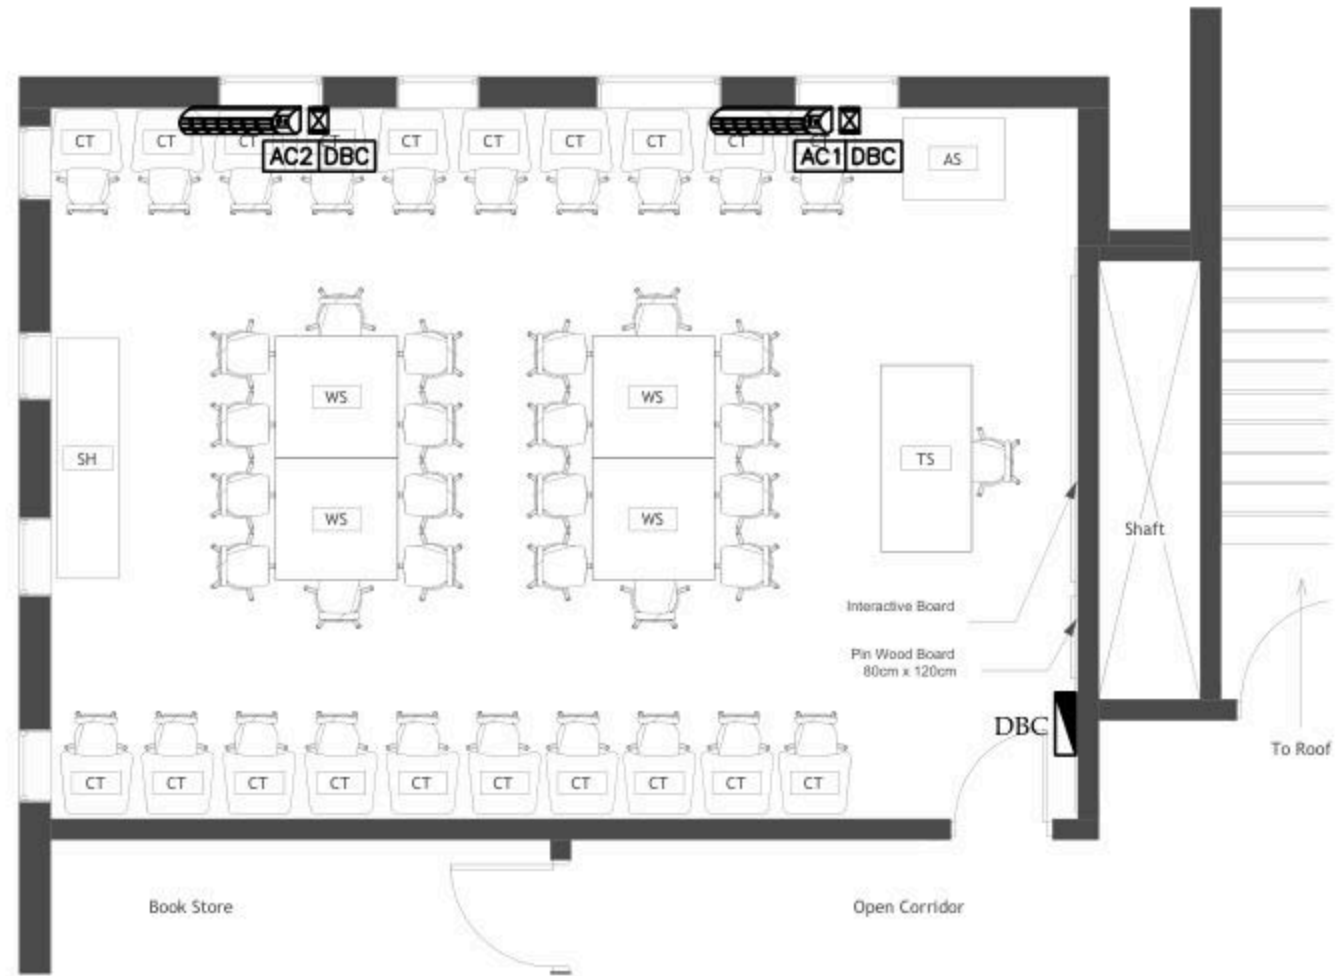 CT CT CT CT CT CT CT CT CT CT AS
AC2 DBC
AC1 DBC
WS WS
SH TS
WS WS
Shaft
Interactive Board
Pin Wood Board
80cm x 120cm
DBC
To Roof
CT CT CT CT CT CT CT CT CT CT
Book Store
Open Corridor